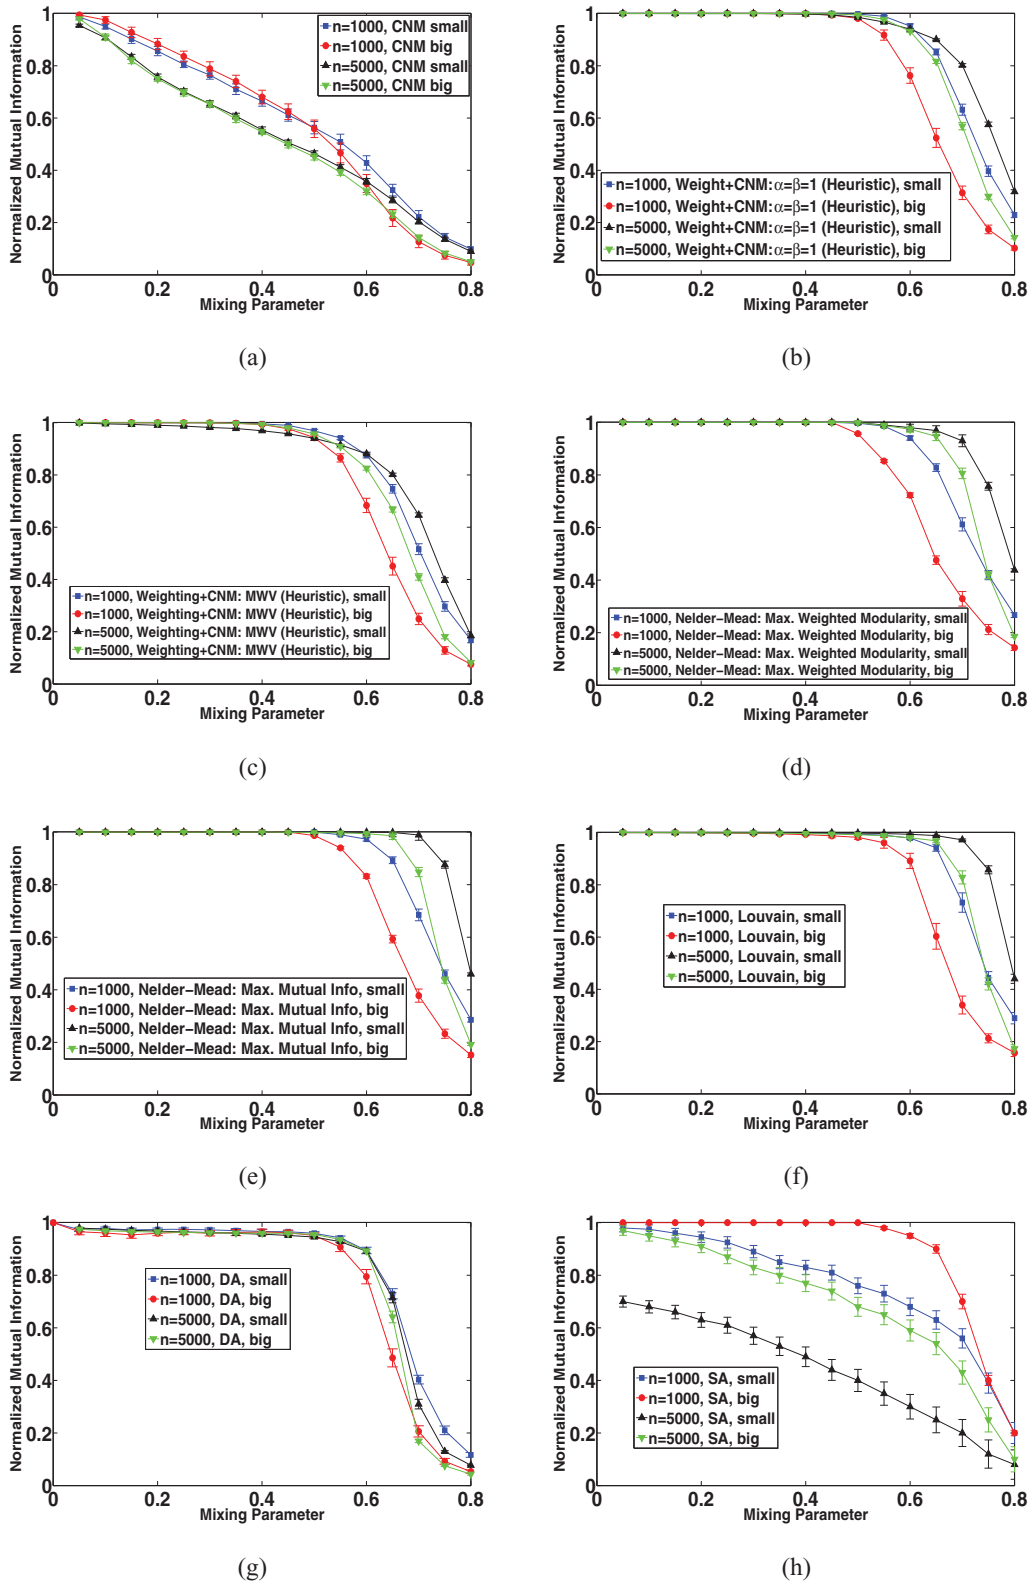 1
0.8
0.6
0.4
0.2
0
0
0.2
0.4
0.6
0.8
Normalized Mutual Information
Mixing Parameter
n=1000, CNM small
n=1000, CNM big
n=5000, CNM small
n=5000, CNM big
(a)
1
0.8
0.6
0.4
0.2
0
0
0.2
0.4
0.6
0.8
Normalized Mutual Information
Mixing Parameter
n=1000, Weight+CNM:α=β=1 (Heuristic), small
n=1000, Weight+CNM:α=β=1 (Heuristic), big
n=5000, Weight+CNM:α=β=1 (Heuristic), small
n=5000, Weight+CNM:α=β=1 (Heuristic), big
(b)
1
0.8
0.6
0.4
0.2
0
0
0.2
0.4
0.6
0.8
Normalized Mutual Information
Mixing Parameter
n=1000, Weighting+CNM: MWV (Heuristic), small
n=1000, Weighting+CNM: MWV (Heuristic), big
n=5000, Weighting+CNM: MWV (Heuristic), small
n=5000, Weighting+CNM: MWV (Heuristic), big
(c)
1
0.8
0.6
0.4
0.2
0
0
0.2
0.4
0.6
0.8
Normalized Mutual Information
Mixing Parameter
n=1000, Nelder−Mead: Max. Weighted Modularity, small
n=1000, Nelder−Mead: Max. Weighted Modularity, big
n=5000, Nelder−Mead: Max. Weighted Modularity, small
n=5000, Nelder−Mead: Max. Weighted Modularity, big
(d)
1
0.8
0.6
0.4
0.2
0
0
0.2
0.4
0.6
0.8
Normalized Mutual Information
Mixing Parameter
n=1000, Nelder−Mead: Max. Mutual Info, small
n=1000, Nelder−Mead: Max. Mutual Info, big
n=5000, Nelder−Mead: Max. Mutual Info, small
n=5000, Nelder−Mead: Max. Mutual Info, big
(e)
1
0.8
0.6
0.4
0.2
0
0
0.2
0.4
0.6
0.8
Normalized Mutual Information
Mixing Parameter
n=1000, Louvain, small
n=1000, Louvain, big
n=5000, Louvain, small
n=5000, Louvain, big
(f)
1
0.8
0.6
0.4
0.2
0
0
0.2
0.4
0.6
0.8
Normalized Mutual Information
Mixing Parameter
n=1000, DA, small
n=1000, DA, big
n=5000, DA, small
n=5000, DA, big
(g)
1
0.8
0.6
0.4
0.2
0
0
0.2
0.4
0.6
0.8
Normalized Mutual Information
Mixing Parameter
n=1000, SA, small
n=1000, SA, big
n=5000, SA, small
n=5000, SA, big
(h)